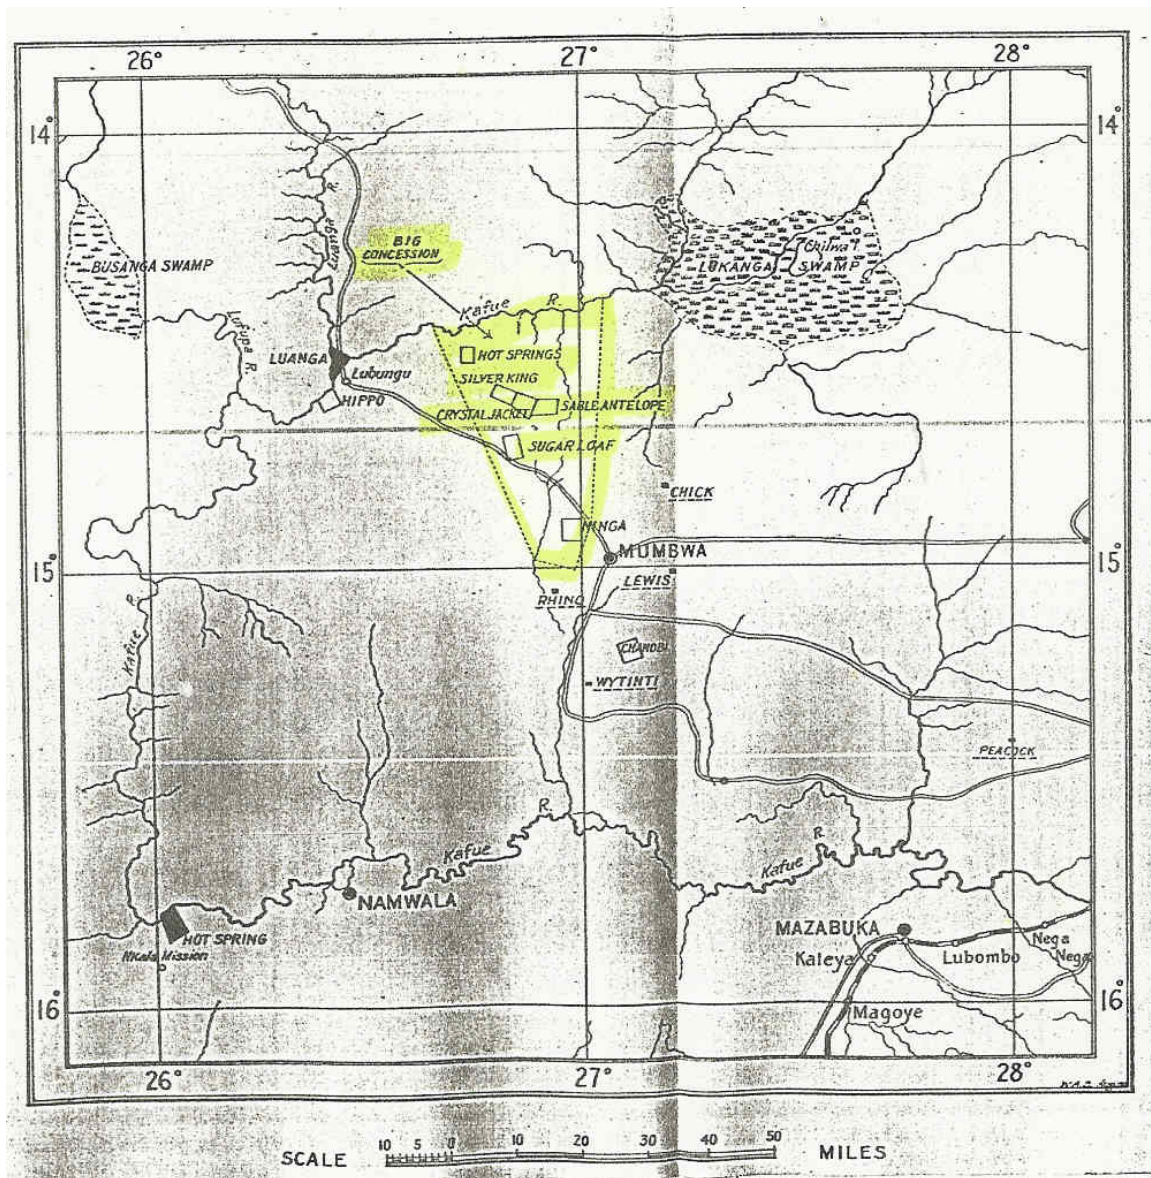 26°
27°
28°
14°
14°
BIG
CONCESSION
Luanga R.
BUSANGA SWAMP
LUKANGA SWAMP
Chilwa I.
Kafue R.
Lufupa R.
LUANGA
Lubungu
HIPPO
HOT SPRINGS
SILVER KING
CRYSTAL JACKET
SABLE ANTELOPE
SUGAR LOAF
CHICK
NINGA
MUMBWA
15°
15°
LEWIS
RHINO
Kafue R.
CHANOBI
WYTINTI
PEACOCK
Kafue R.
Kafue R.
NAMWALA
HOT SPRING
Nkala Mission
MAZABUKA
Kaleya
Lubombo
Nega
Nega
Magoye
16°
16°
26°
27°
28°
SCALE
10 5 0 10 20 30 40 50
MILES